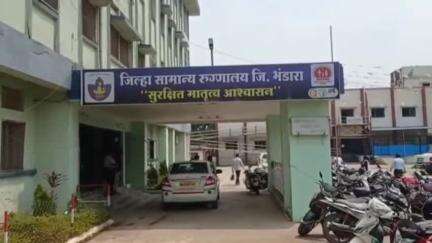 जिल्हा सामान्य रुग्णालय जि. भंडारा
"सुरक्षित मातृत्व आश्वासन"